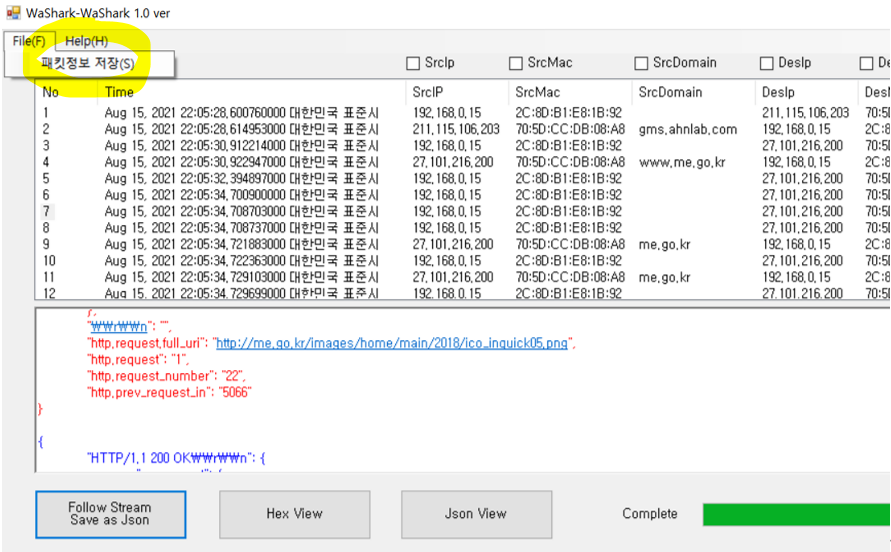 WaShark-WaShark 1.0 ver
File(F) Help(H)
패킷정보 저장(S)
SrcIp SrcMac SrcDomain DesIp De
No Time SrcIP SrcMac SrcDomain DesIp Des
1 Aug 15, 2021 22:05:28.600760000 대한민국 표준시 192.168.0.15 2C:8D:B1:E8:1B:92 211.115.106.203 70:5D
2 Aug 15, 2021 22:05:28.614953000 대한민국 표준시 211.115.106.203 70:5D:CC:DB:08:A8 gms.ahnlab.com 192.168.0.15 2C:8
3 Aug 15, 2021 22:05:30.912214000 대한민국 표준시 192.168.0.15 2C:8D:B1:E8:1B:92 27.101.216.200 70:5D
4 Aug 15, 2021 22:05:30.922947000 대한민국 표준시 27.101.216.200 70:5D:CC:DB:08:A8 www.me.go.kr 192.168.0.15 2C:8
5 Aug 15, 2021 22:05:32.394897000 대한민국 표준시 192.168.0.15 2C:8D:B1:E8:1B:92 27.101.216.200 70:5D
6 Aug 15, 2021 22:05:34.700900000 대한민국 표준시 192.168.0.15 2C:8D:B1:E8:1B:92 27.101.216.200 70:5D
7 Aug 15, 2021 22:05:34.708703000 대한민국 표준시 192.168.0.15 2C:8D:B1:E8:1B:92 27.101.216.200 70:5D
8 Aug 15, 2021 22:05:34.708737000 대한민국 표준시 192.168.0.15 2C:8D:B1:E8:1B:92 27.101.216.200 70:5D
9 Aug 15, 2021 22:05:34.721883000 대한민국 표준시 27.101.216.200 70:5D:CC:DB:08:A8 me.go.kr 192.168.0.15 2C:8
10 Aug 15, 2021 22:05:34.722363000 대한민국 표준시 192.168.0.15 2C:8D:B1:E8:1B:92 27.101.216.200 70:5D
11 Aug 15, 2021 22:05:34.729103000 대한민국 표준시 27.101.216.200 70:5D:CC:DB:08:A8 me.go.kr 192.168.0.15 2C:8
12 Aug 15, 2021 22:05:34.729699000 대한민국 표준시 192.168.0.15 2C:8D:B1:E8:1B:92 27.101.216.200 70:5D
},
"₩₩r₩₩n": "",
"http.request.full_uri": "http://me.go.kr/images/home/main/2018/ico_inquick05.png",
"http.request": "1",
"http.request_number": "22",
"http.prev_request_in": "5066"
}
{
"HTTP/1.1 200 OK₩₩r₩₩n": {
Follow Stream
Save as Json
Hex View
Json View
Complete